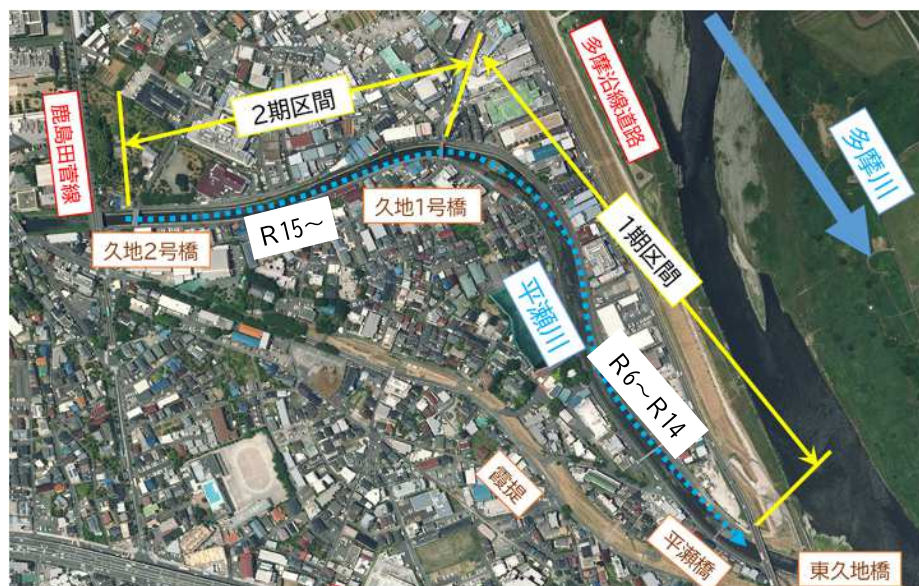 2期区間
多摩沿線道路
多摩川
鹿島田菅線
久地2号橋
R15~
久地1号橋
1期区間
平瀬川
R6~R14
霞提
平瀬橋
東久地橋